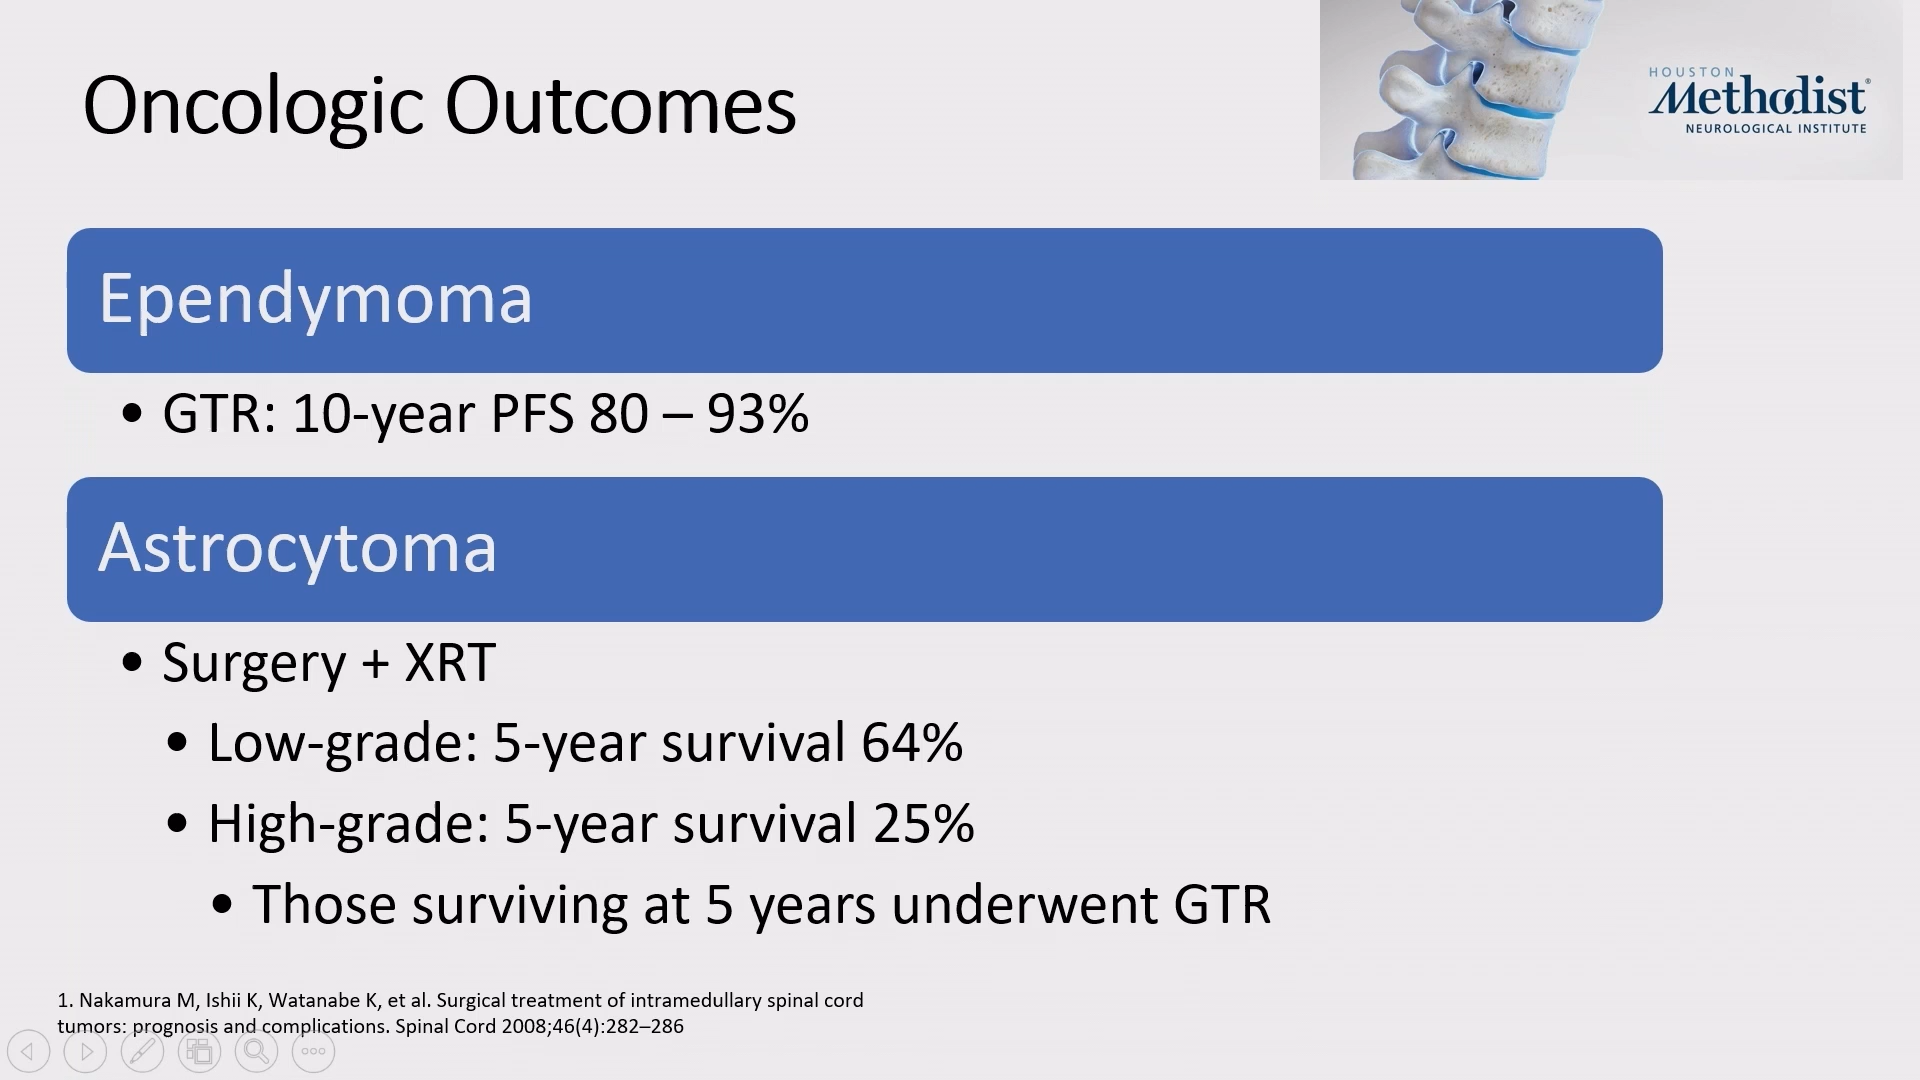 Oncologic Outcomes
HOUSTON
Methodist®
NEUROLOGICAL INSTITUTE
Ependymoma
• GTR: 10-year PFS 80 – 93%
Astrocytoma
• Surgery + XRT
• Low-grade: 5-year survival 64%
• High-grade: 5-year survival 25%
• Those surviving at 5 years underwent GTR
1. Nakamura M, Ishii K, Watanabe K, et al. Surgical treatment of intramedullary spinal cord
tumors: prognosis and complications. Spinal Cord 2008;46(4):282–286